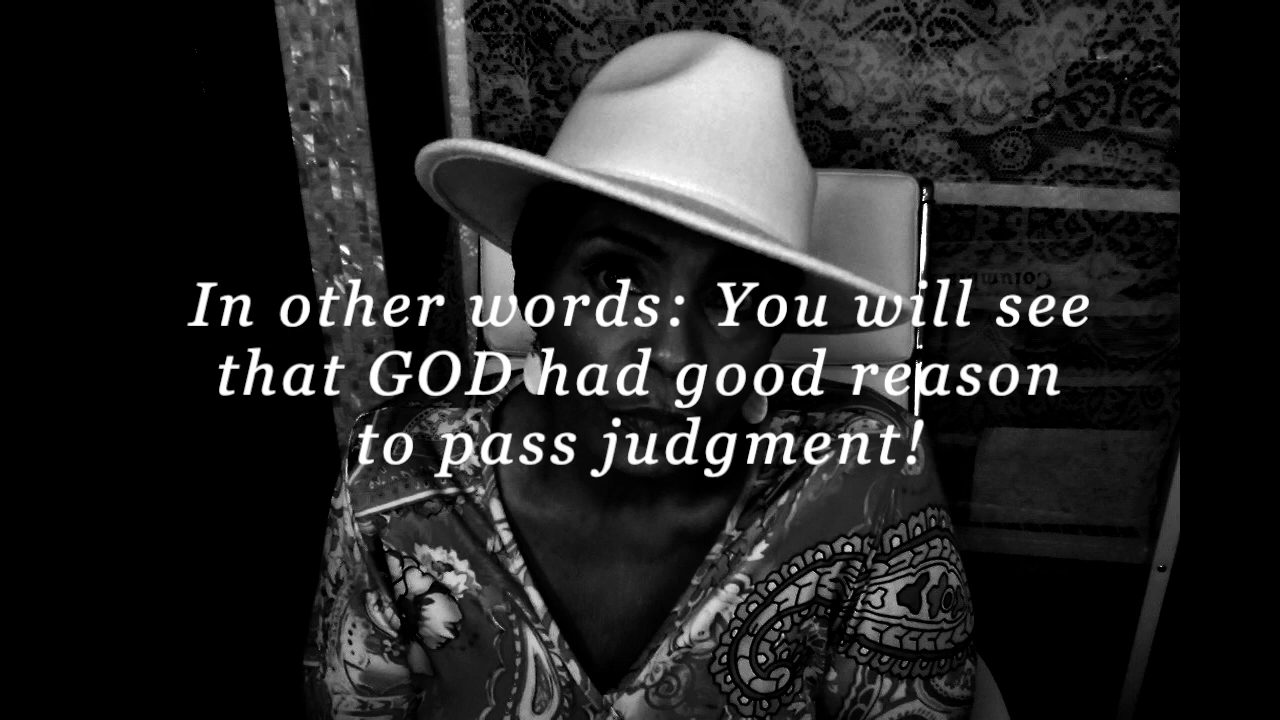 In other words: You will see
that GOD had good reason
to pass judgment!